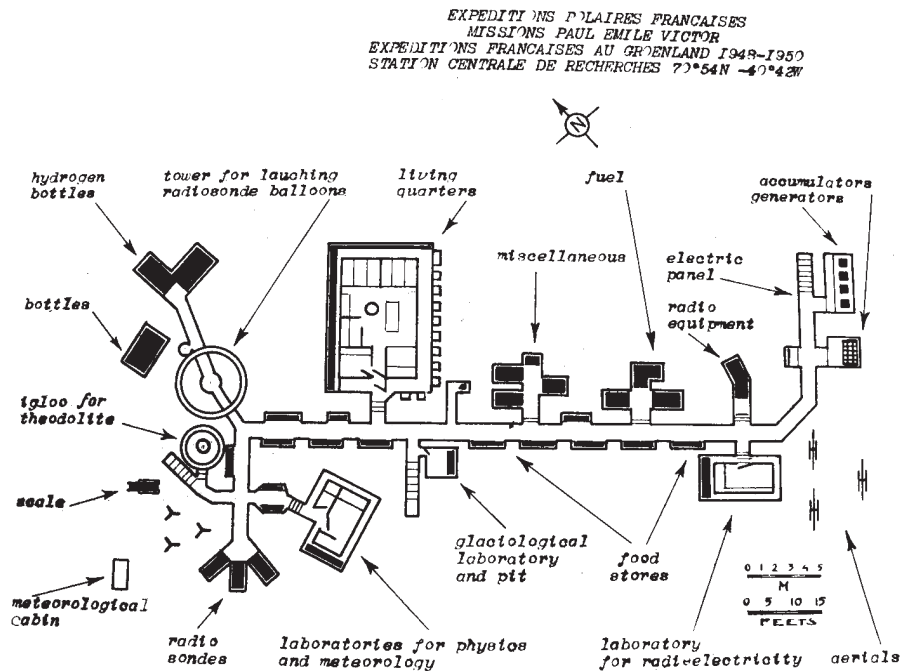 EXPEDITIONS POLAIRES FRANCAISES
MISSIONS PAUL EMILE VICTOR
EXPEDITIONS FRANCAISES AU GROENLAND 1948-1950
STATION CENTRALE DE RECHERCHES 70°54N -40°42W
N
hydrogen
bottles
tower for lauching
radiosonde balloons
living
quarters
fuel
accumulators
generators
miscellaneous
electric
panel
bottles
radio
equipment
igloo for
theodolite
scale
glaciological
laboratory
and pit
food
stores
meteorological
cabin
radio
sondes
laboratories for physics
and meteorology
laboratory
for radi-electricity
aerials
0 1 2 3 4 5
M
0 5 10 15
FEETS